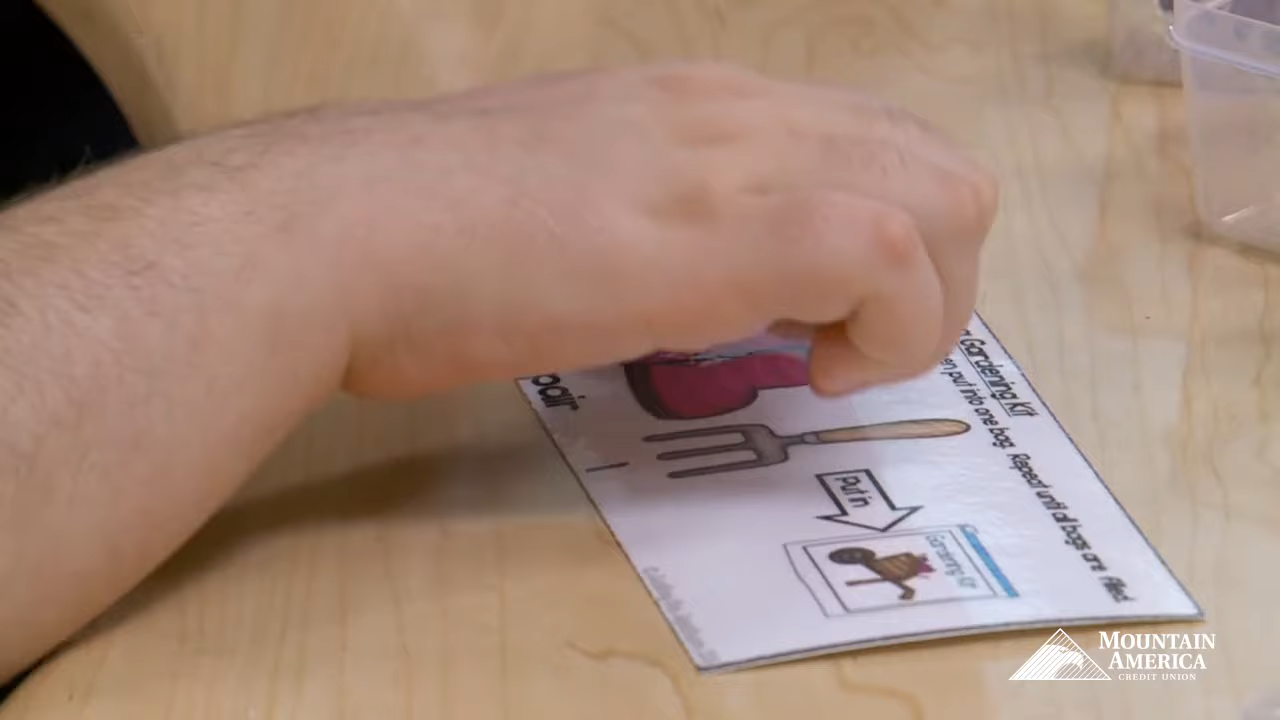 Gardening Kit
put into one bag. Repeat until all bags are filled.
pair
1
Put in
Gardening Kit
MOUNTAIN
AMERICA
CREDIT UNION